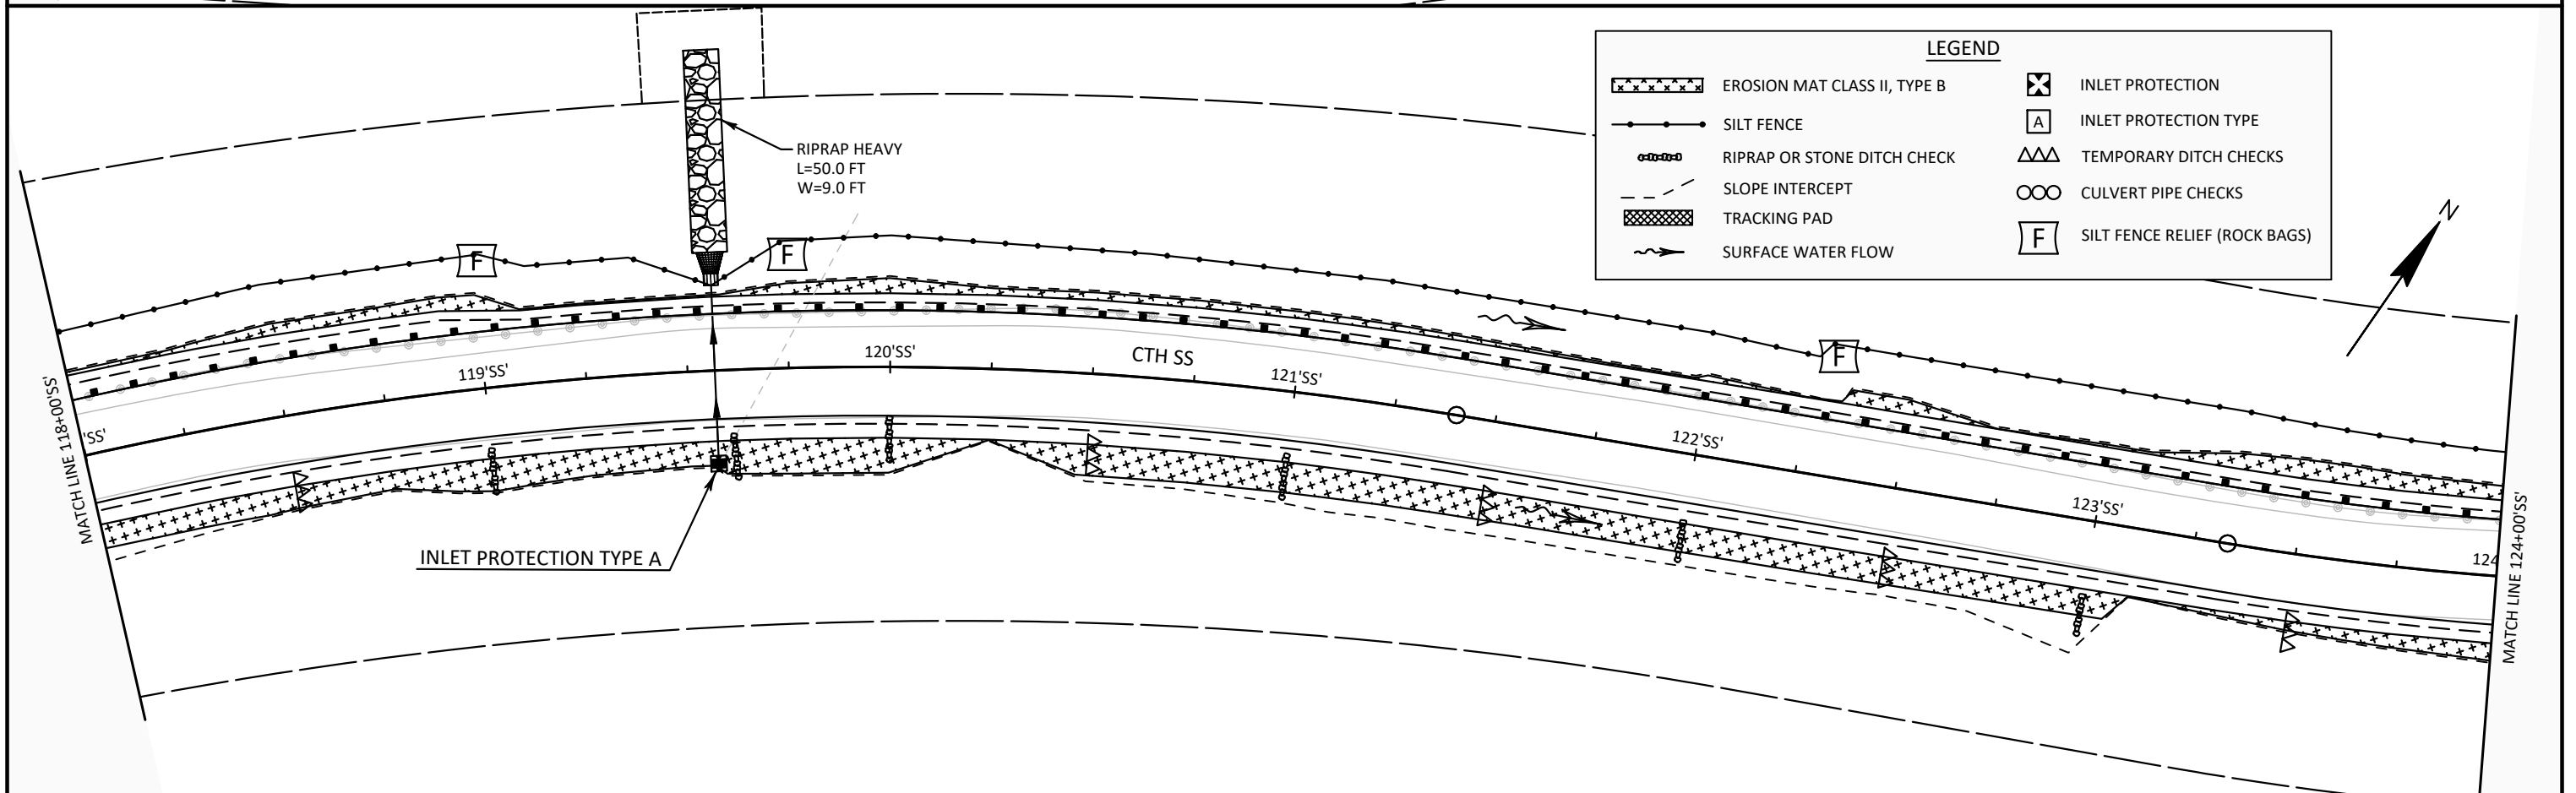 LEGEND
EROSION MAT CLASS II, TYPE B
SILT FENCE
RIPRAP OR STONE DITCH CHECK
SLOPE INTERCEPT
TRACKING PAD
SURFACE WATER FLOW
INLET PROTECTION
A INLET PROTECTION TYPE
TEMPORARY DITCH CHECKS
CULVERT PIPE CHECKS
F SILT FENCE RELIEF (ROCK BAGS)
N
RIPRAP HEAVY
L=50.0 FT
W=9.0 FT
F
F
F
CTH SS
'SS'
119'SS'
120'SS'
121'SS'
122'SS'
123'SS'
124
INLET PROTECTION TYPE A
MATCH LINE 118+00'SS'
MATCH LINE 124+00'SS'